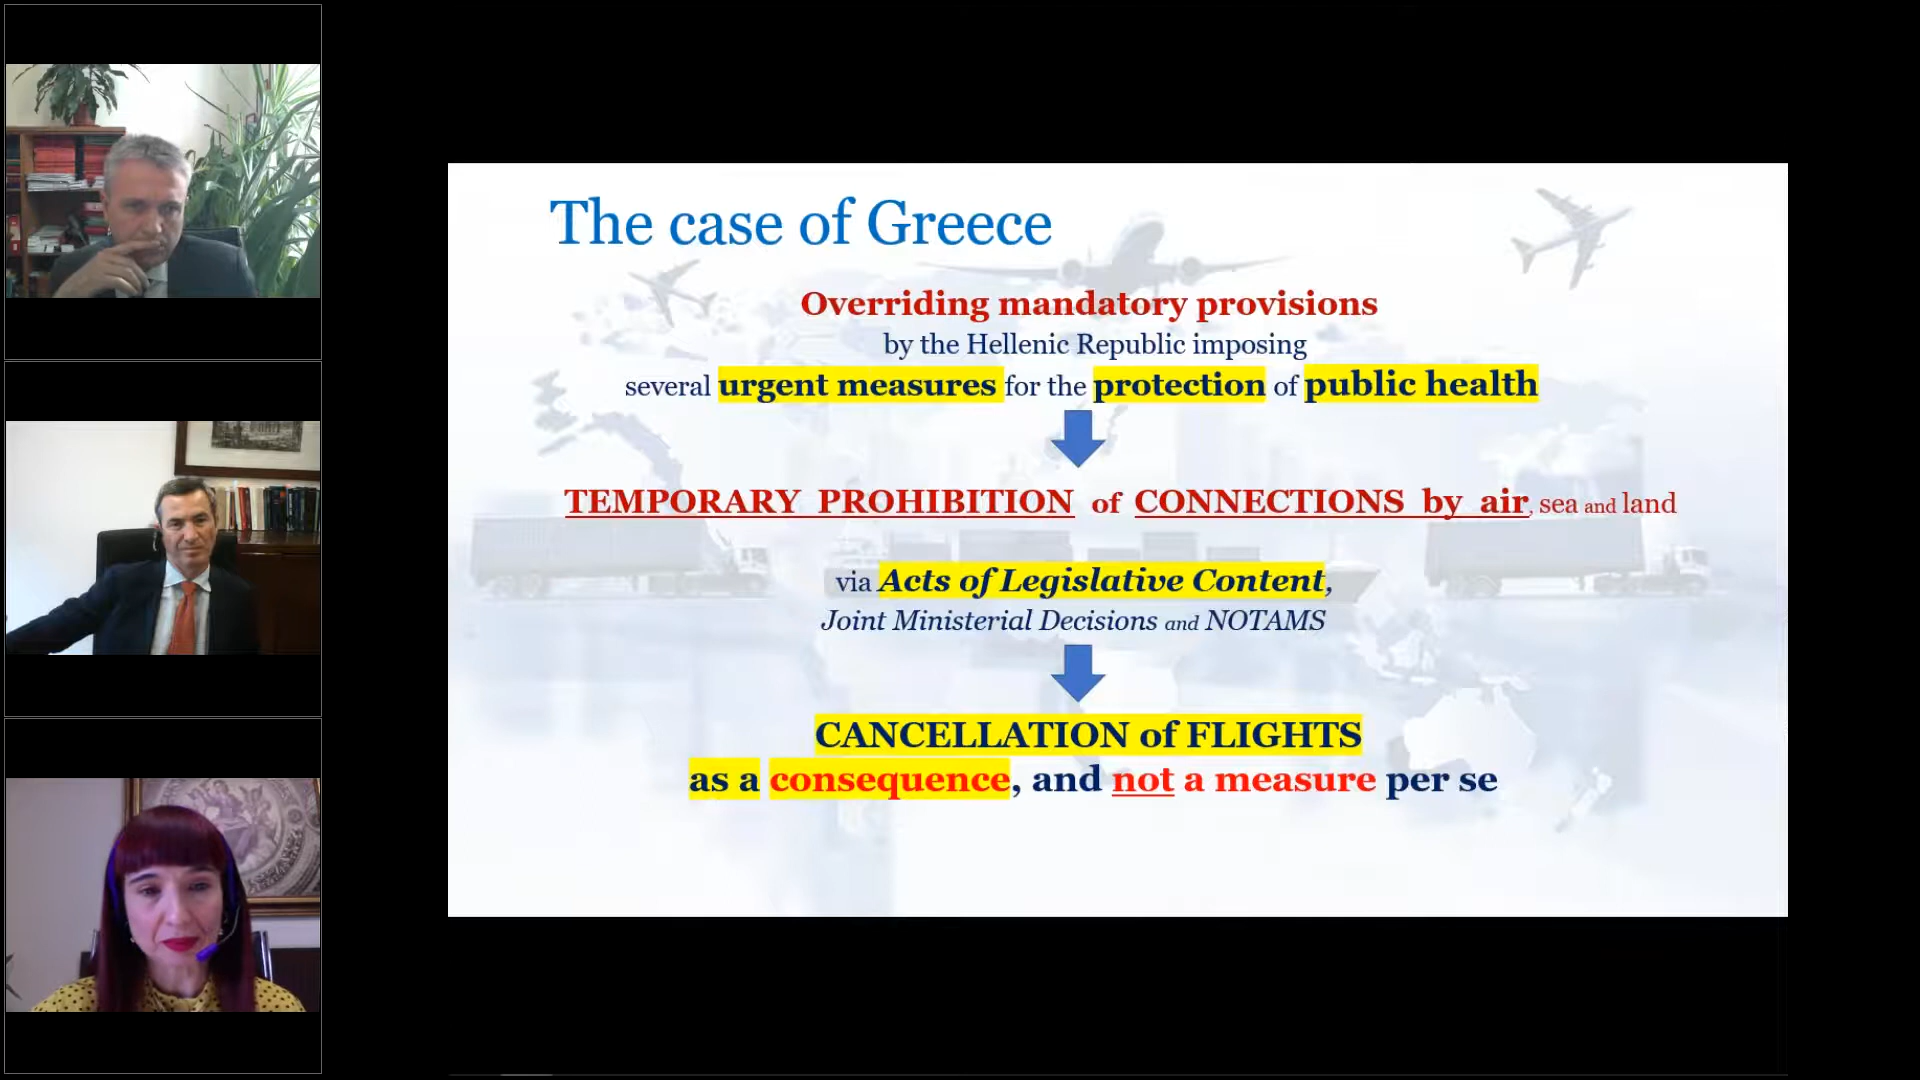 The case of Greece
Overriding mandatory provisions
by the Hellenic Republic imposing
several urgent measures for the protection of public health
TEMPORARY PROHIBITION of CONNECTIONS by air, sea and land
via Acts of Legislative Content,
Joint Ministerial Decisions and NOTAMS
CANCELLATION of FLIGHTS
as a consequence, and not a measure per se